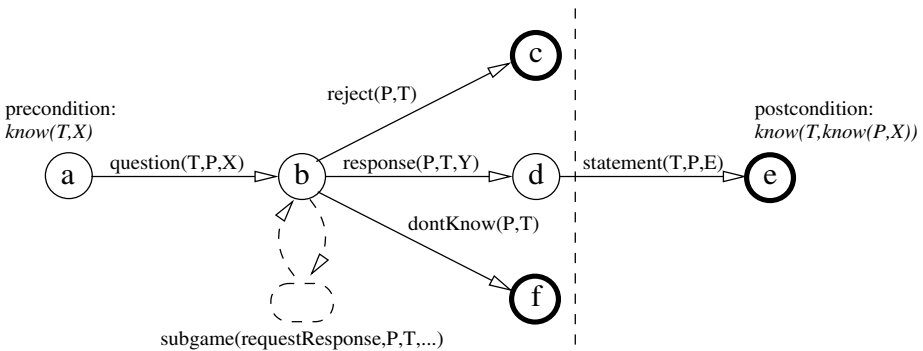 c
reject(P,T)
precondition:
know(T,X)
postcondition:
know(T,know(P,X))
a
question(T,P,X)
b
response(P,T,Y)
d
statement(T,P,E)
e
dontKnow(P,T)
f
subgame(requestResponse,P,T,...)